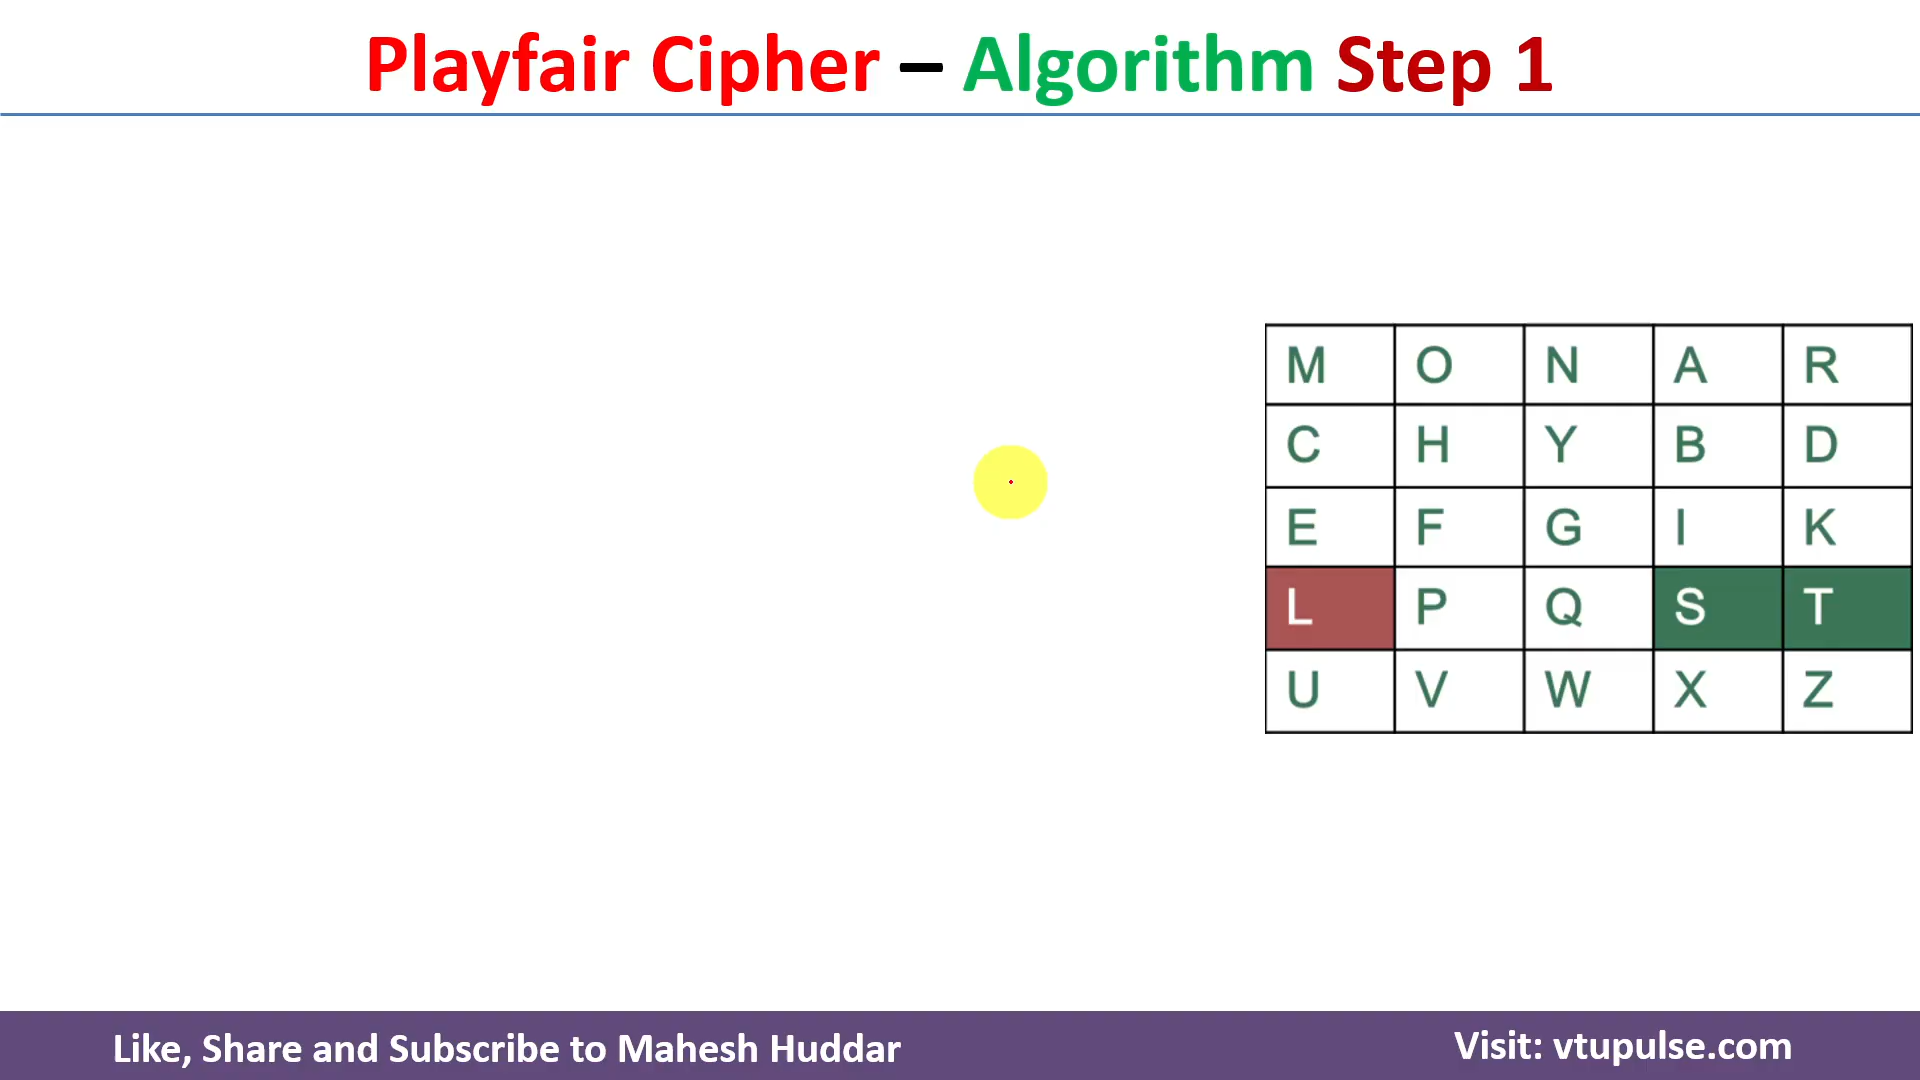 Playfair Cipher – Algorithm Step 1
M O N A R
C H Y B D
E F G I K
L P Q S T
U V W X Z
Like, Share and Subscribe to Mahesh Huddar
Visit: vtupulse.com